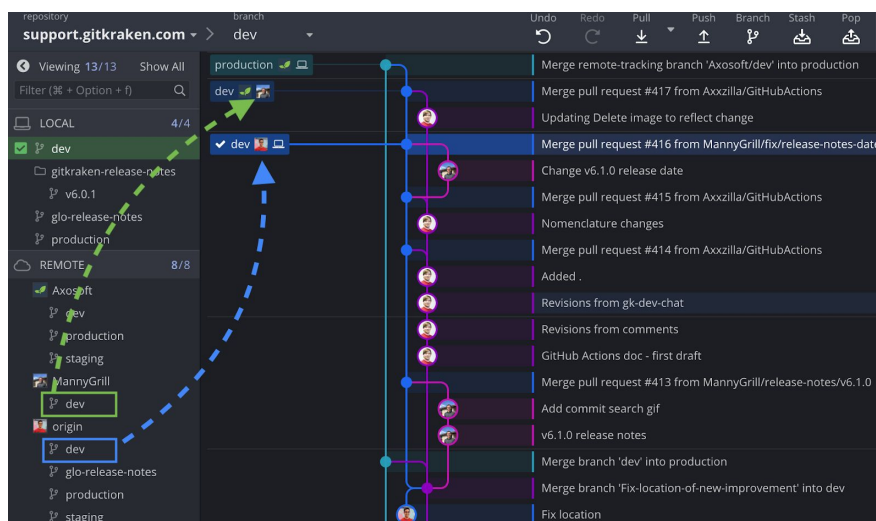 repository
branch
support.gitkraken.com
dev
Undo
Redo
Pull
Push
Branch
Stash
Pop
Viewing 13/13
Show All
Filter (⌘ + Option + f)
LOCAL
4/4
dev
gitkraken-release-notes
v6.0.1
glo-release-notes
production
REMOTE
8/8
Axosoft
dev
production
staging
MannyGrill
dev
origin
dev
glo-release-notes
production
staging
production
dev
dev
Merge remote-tracking branch 'Axosoft/dev' into production
Merge pull request #417 from Axxzilla/GitHubActions
Updating Delete image to reflect change
Merge pull request #416 from MannyGrill/fix/release-notes-date
Change v6.1.0 release date
Merge pull request #415 from Axxzilla/GitHubActions
Nomenclature changes
Merge pull request #414 from Axxzilla/GitHubActions
Added .
Revisions from gk-dev-chat
Revisions from comments
GitHub Actions doc - first draft
Merge pull request #413 from MannyGrill/release-notes/v6.1.0
Add commit search gif
v6.1.0 release notes
Merge branch 'dev' into production
Merge branch 'Fix-location-of-new-improvement' into dev
Fix location